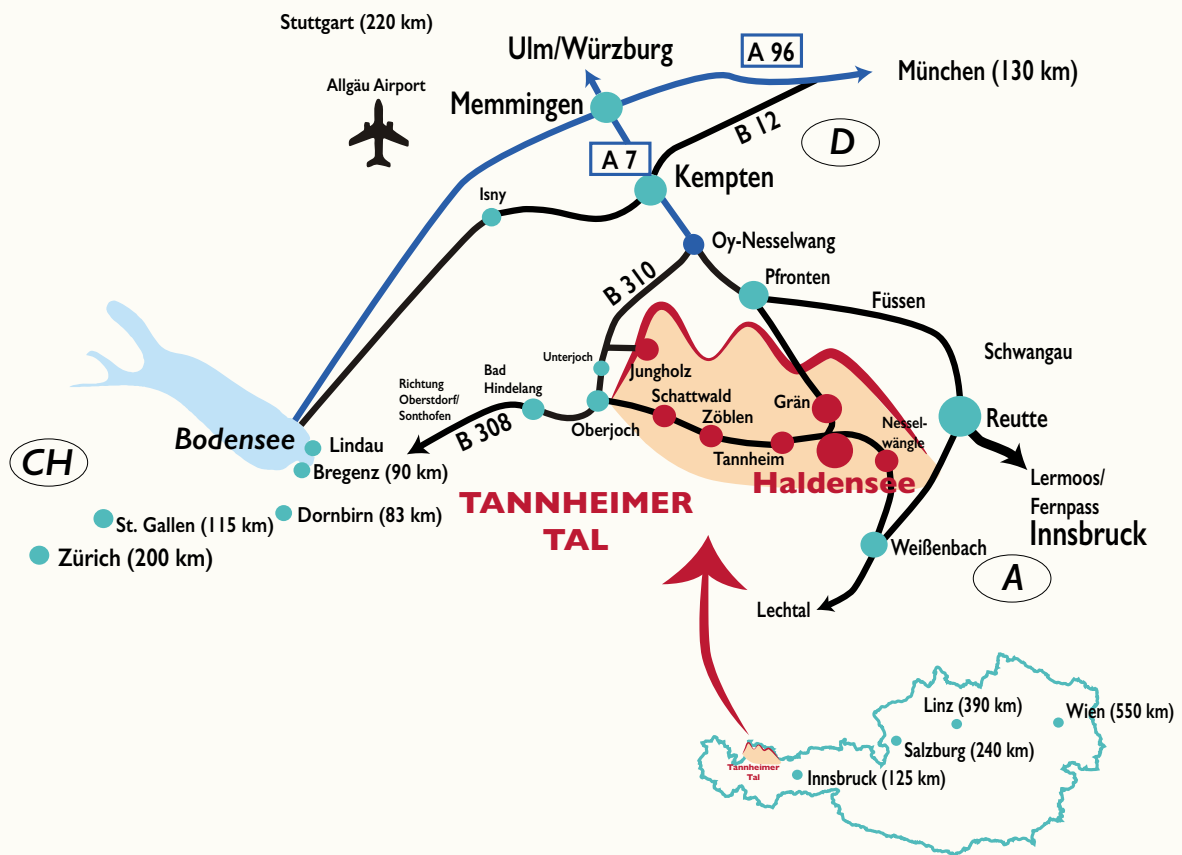 Stuttgart (220 km)
Ulm/Würzburg
A 96
München (130 km)
Allgäu Airport
Memmingen
B 12
D
A 7
Kempten
Isny
Oy-Nesselwang
B 310
Pfronten
Füssen
Schwangau
Unterjoch
Jungholz
Bad
Hindelang
Richtung
Oberstdorf/
Sonthofen
B 308
Oberjoch
Schattwald
Zöblen
Tannheim
Grän
Nessel-
wängle
Haldensee
Reutte
Lermoos/
Fernpass
Innsbruck
Bodensee
Lindau
CH
Bregenz (90 km)
Dornbirn (83 km)
St. Gallen (115 km)
Zürich (200 km)
TANNHEIMER
TAL
Weißenbach
A
Lechtal
Linz (390 km)
Wien (550 km)
Salzburg (240 km)
Tannheimer
Tal
Innsbruck (125 km)